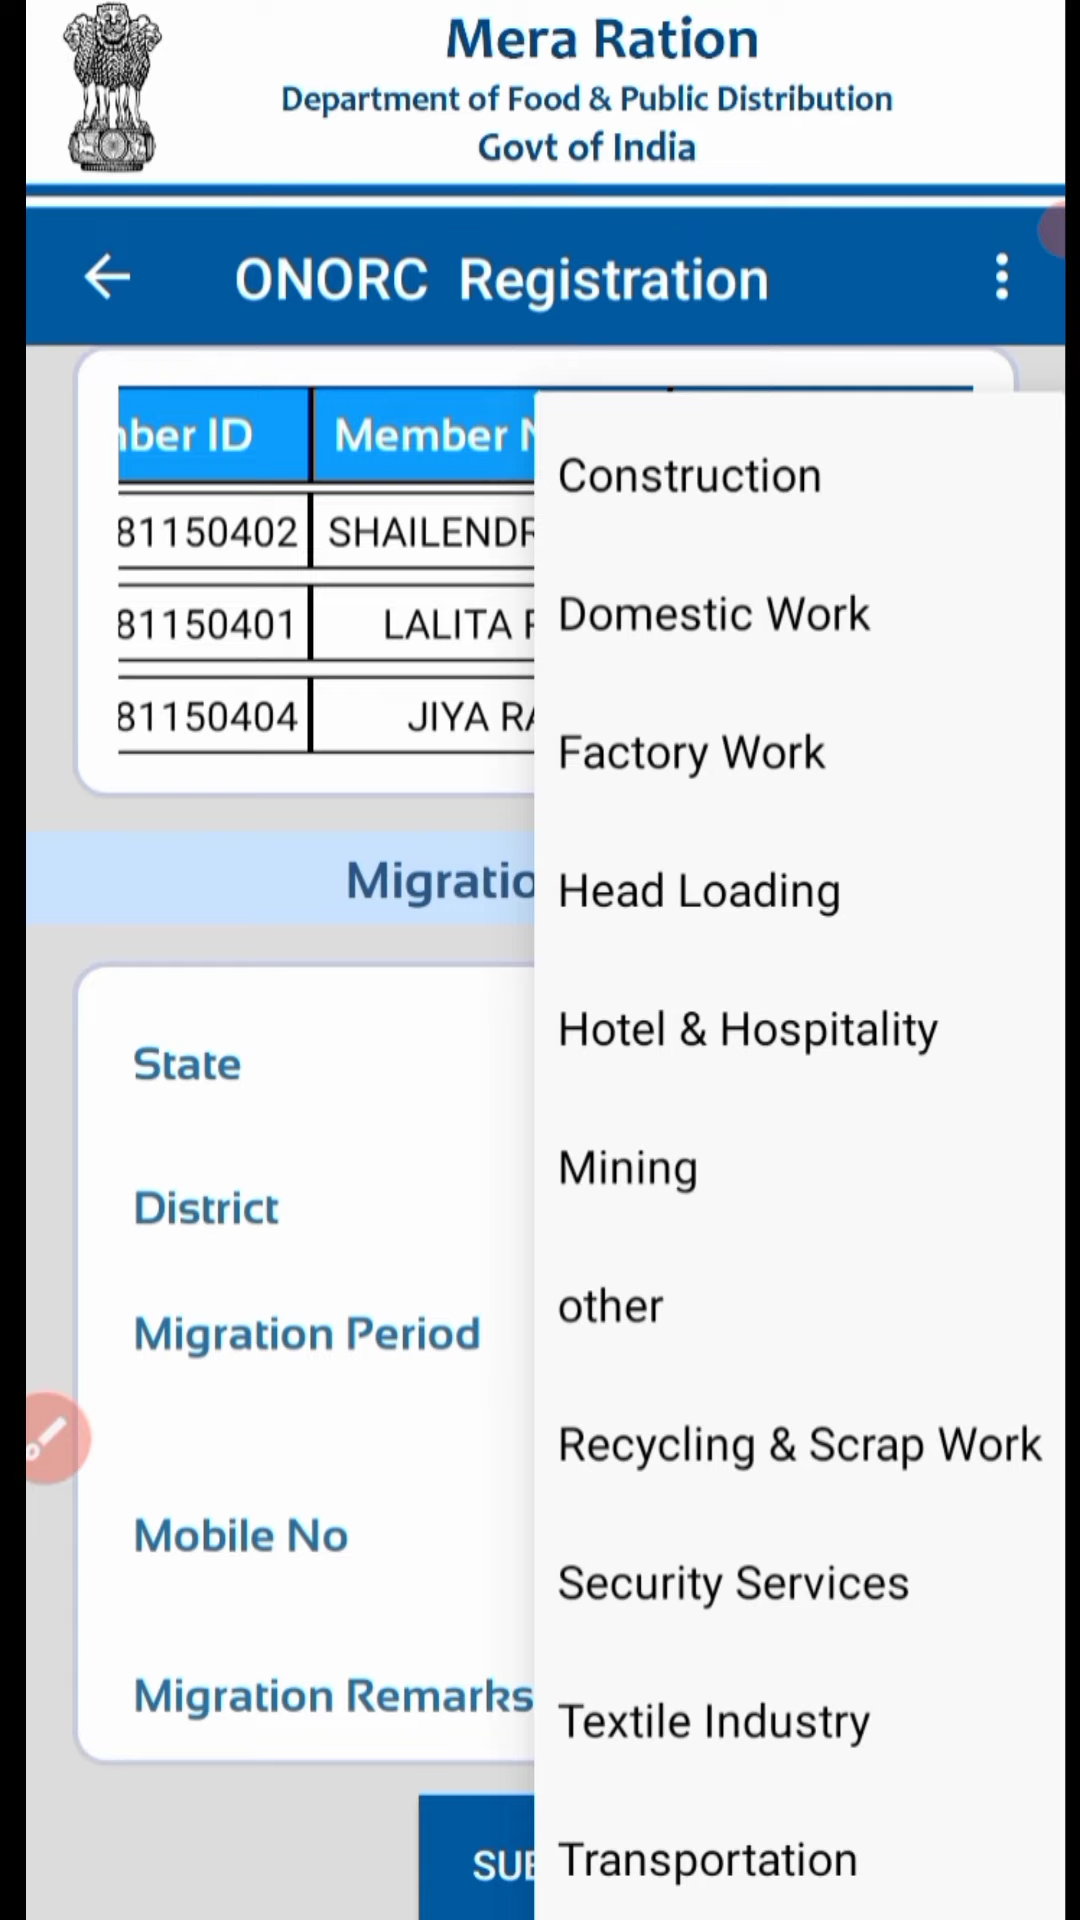 Mera Ration
Department of Food & Public Distribution
Govt of India
ONORC Registration
ber ID Member
81150402 SHAILEND
81150401 LALITA
81150404 JIYA
Migratio
State
District
Migration Period
Mobile No
Migration Remarks
SUB
Construction
Domestic Work
Factory Work
Head Loading
Hotel & Hospitality
Mining
other
Recycling & Scrap Work
Security Services
Textile Industry
Transportation